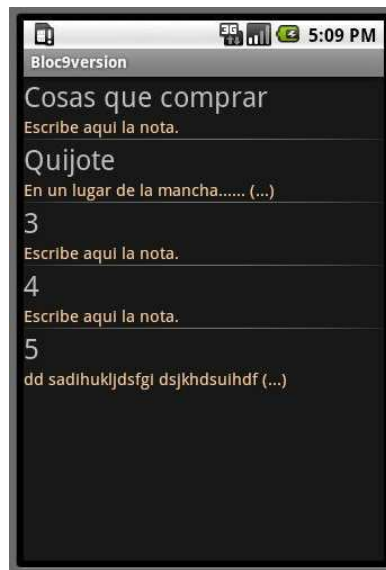 3G 5:09 PM
Bloc9version
Cosas que comprar
Escribe aqui la nota.
Quijote
En un lugar de la mancha...... (...)
3
Escribe aqui la nota.
4
Escribe aqui la nota.
5
dd sadihukljdsfgi dsjkhdsuihdf (...)